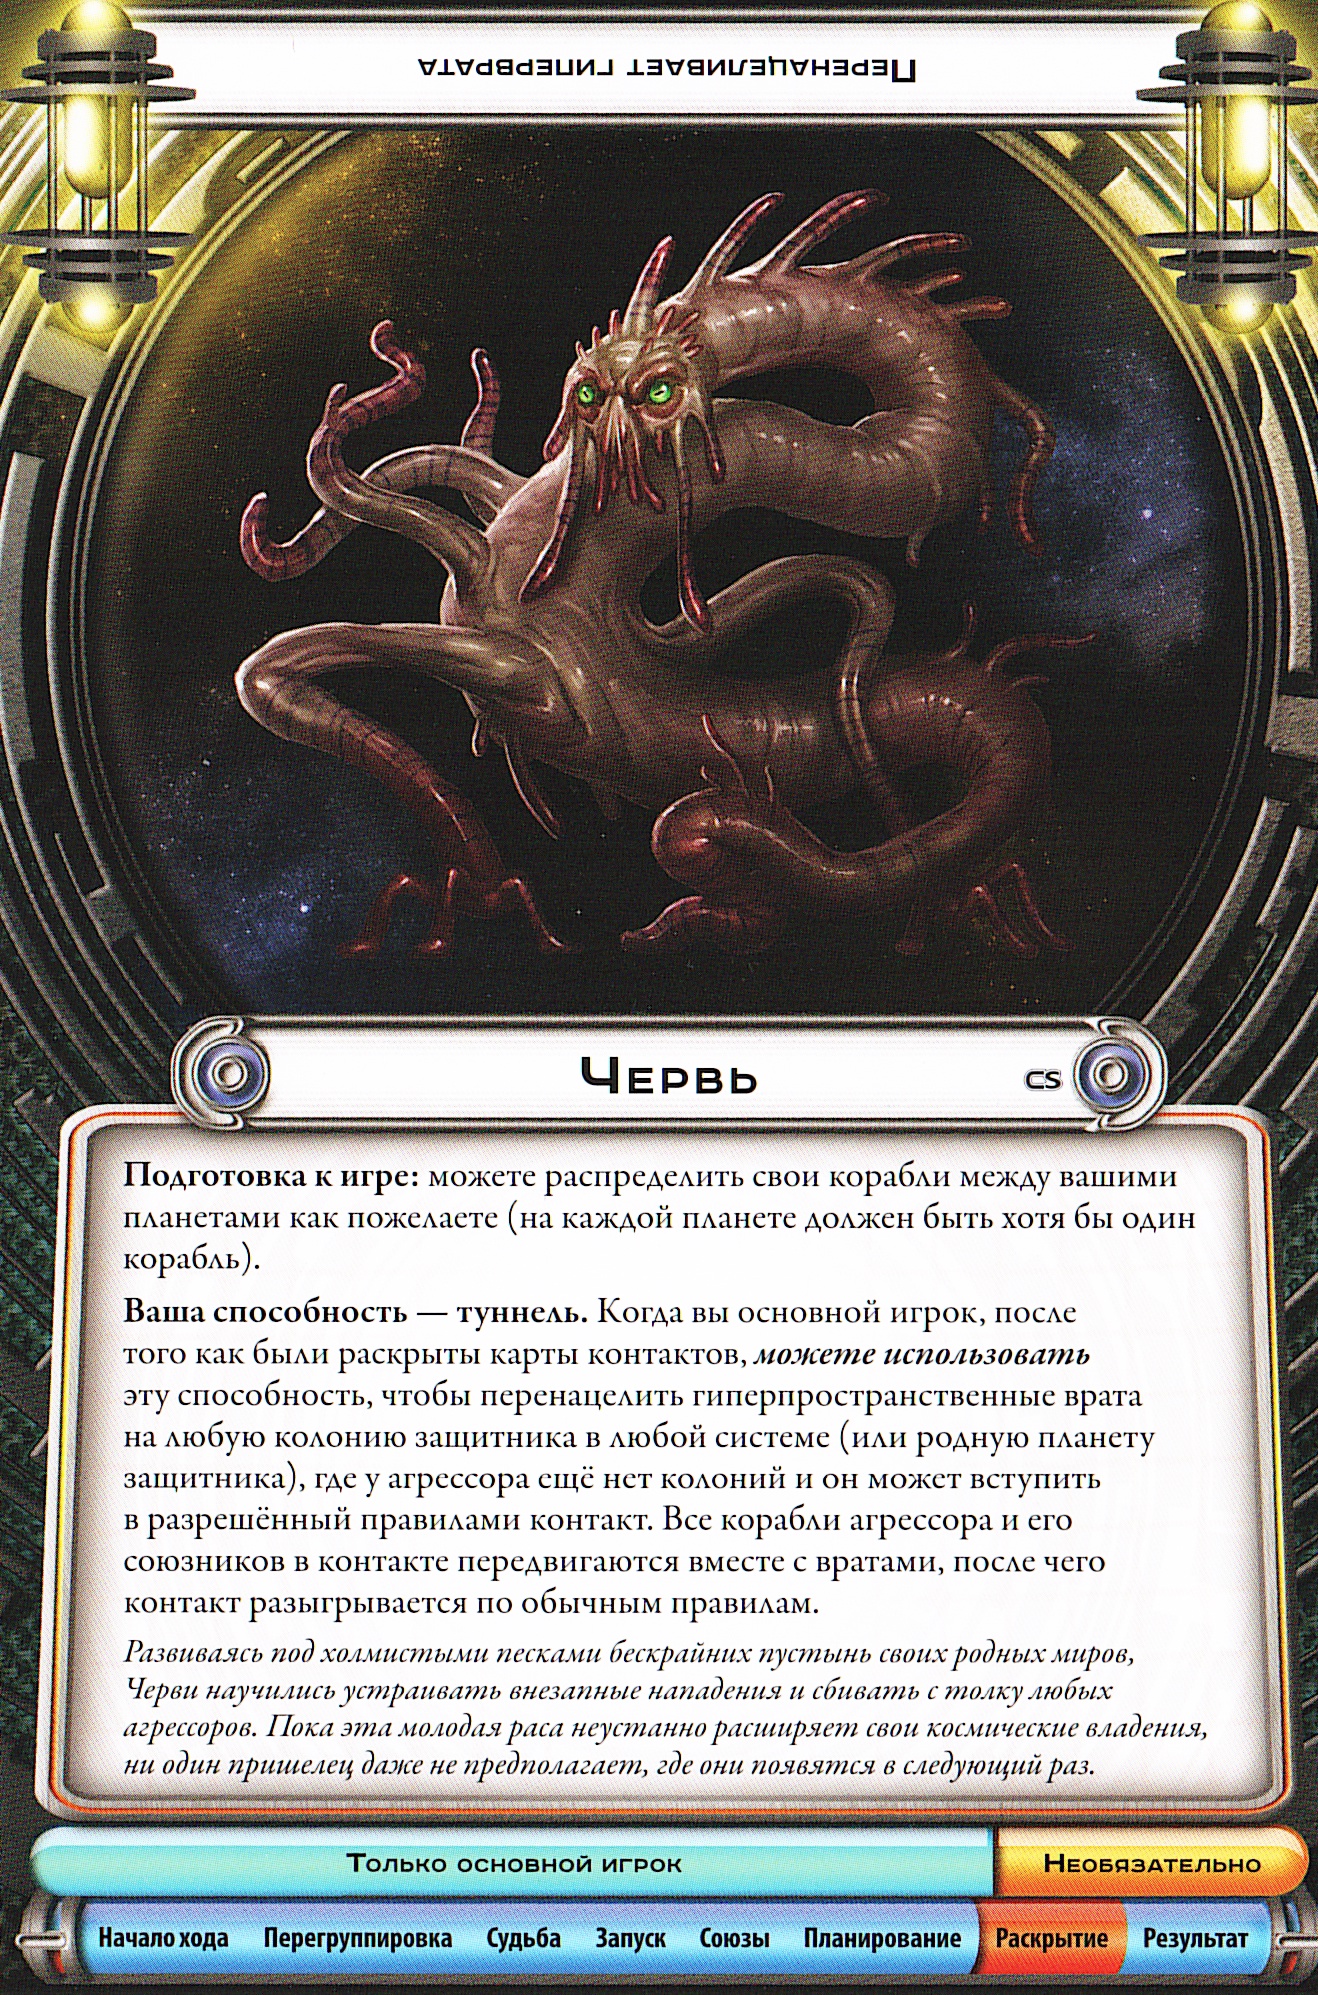 Перенацеливает гиперврата
Червь
CS
Подготовка к игре: можете распределить свои корабли между вашими
планетами как пожелаете (на каждой планете должен быть хотя бы один
корабль).
Ваша способность — туннель. Когда вы основной игрок, после
того как были раскрыты карты контактов, можете использовать
эту способность, чтобы перенацелить гиперпространственные врата
на любую колонию защитника в любой системе (или родную планету
защитника), где у агрессора ещё нет колоний и он может вступить
в разрешённый правилами контакт. Все корабли агрессора и его
союзников в контакте передвигаются вместе с вратами, после чего
контакт разыгрывается по обычным правилам.
Развиваясь под холмистыми песками бескрайних пустынь своих родных миров,
Черви научились устраивать внезапные нападения и сбивать с толку любых
агрессоров. Пока эта молодая раса неустанно расширяет свои космические владения,
ни один пришелец даже не предполагает, где они появятся в следующий раз.
Только основной игрок
Необязательно
Начало хода Перегруппировка Судьба Запуск Союзы Планирование Раскрытие Результат